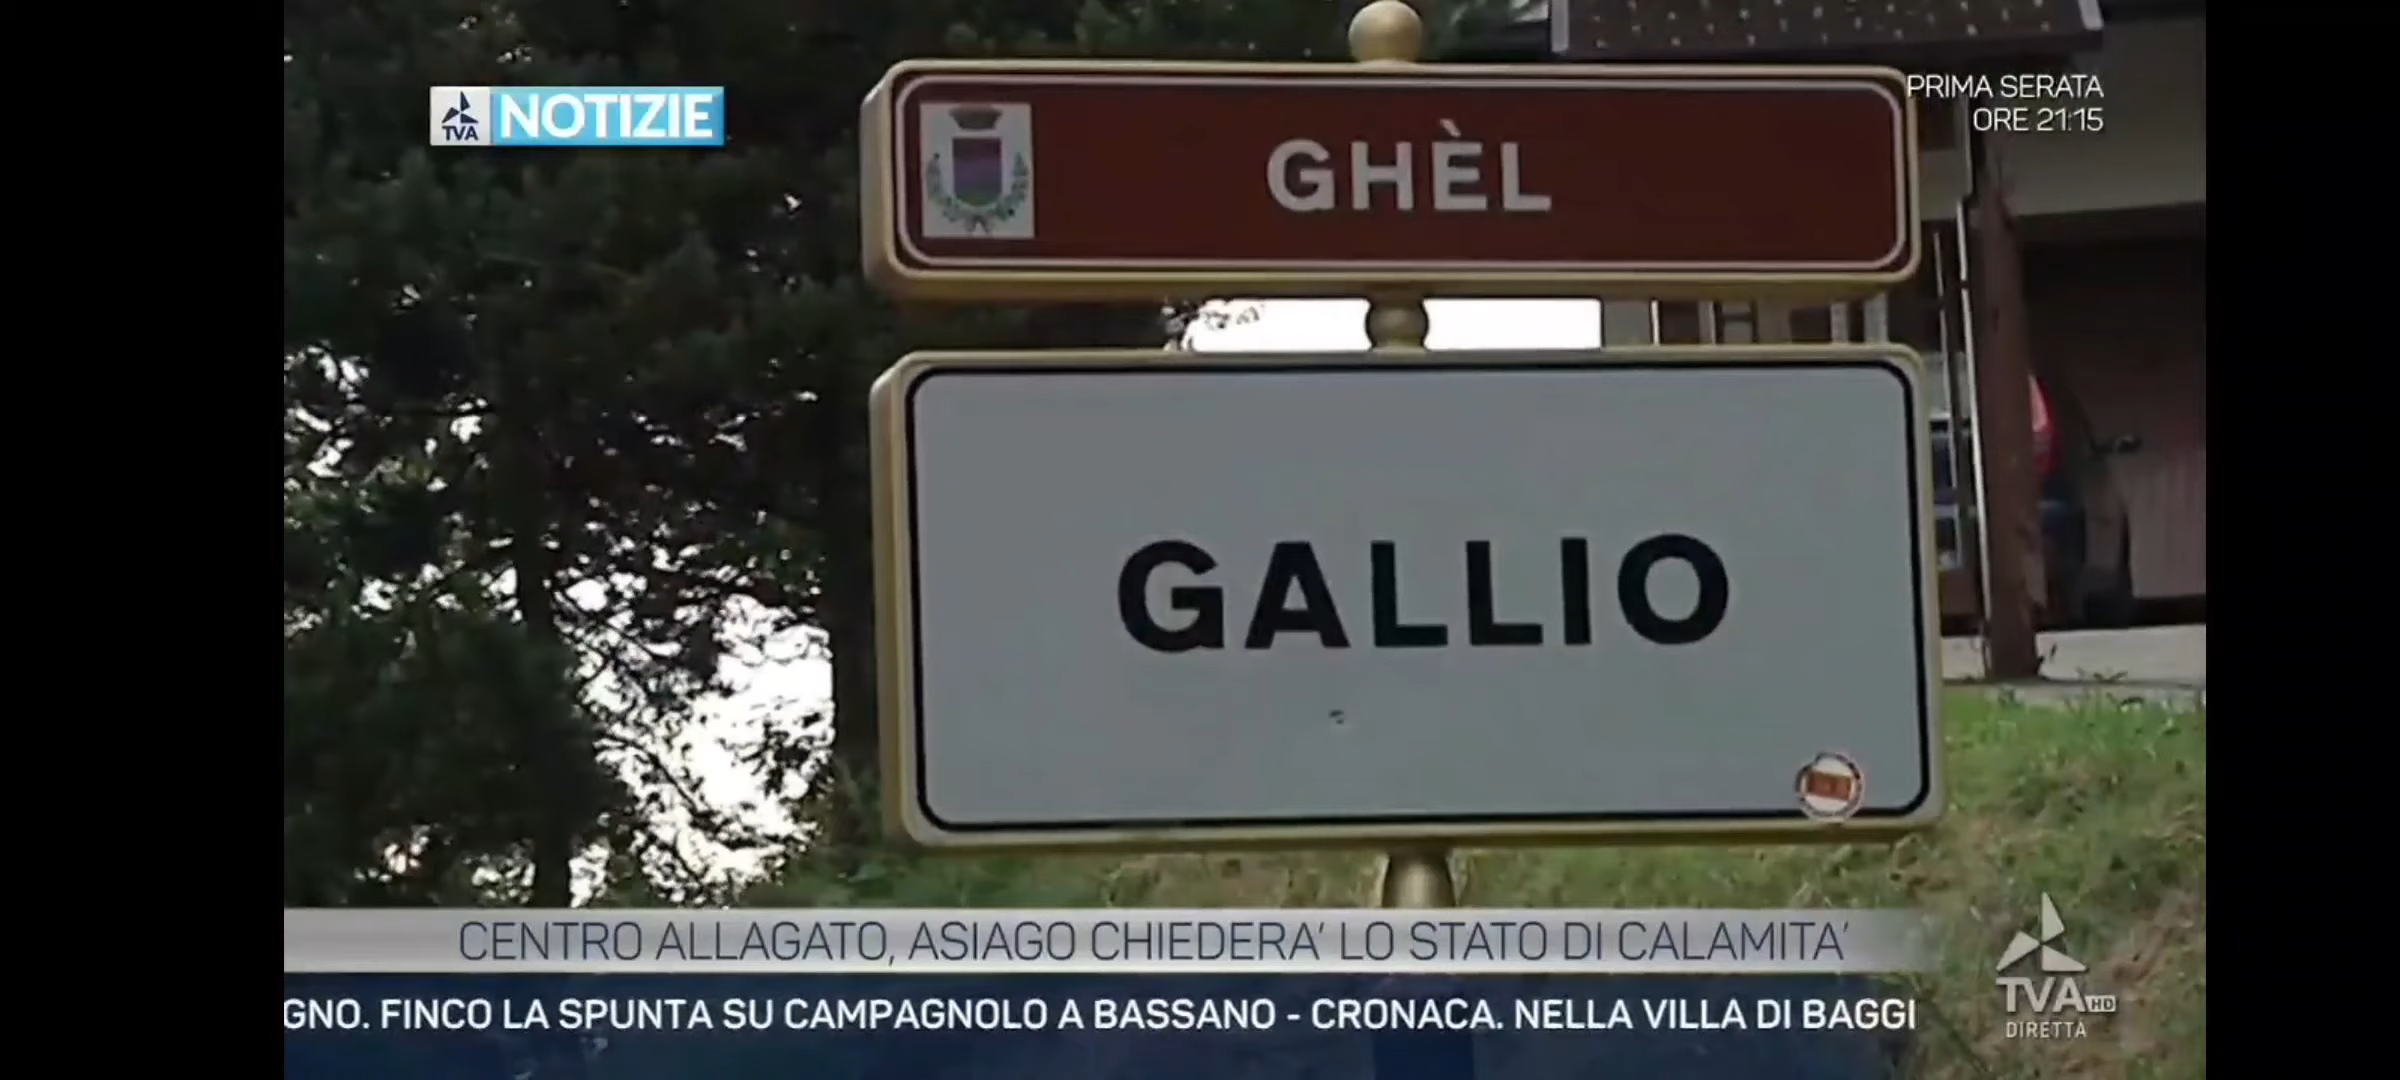 TVA NOTIZIE
PRIMA SERATA
ORE 21:15
GHÈL
GALLIO
CENTRO ALLAGATO, ASIAGO CHIEDERA' LO STATO DI CALAMITA'
GNO. FINCO LA SPUNTA SU CAMPAGNOLO A BASSANO - CRONACA. NELLA VILLA DI BAGGI
TVA HD
DIRETTA